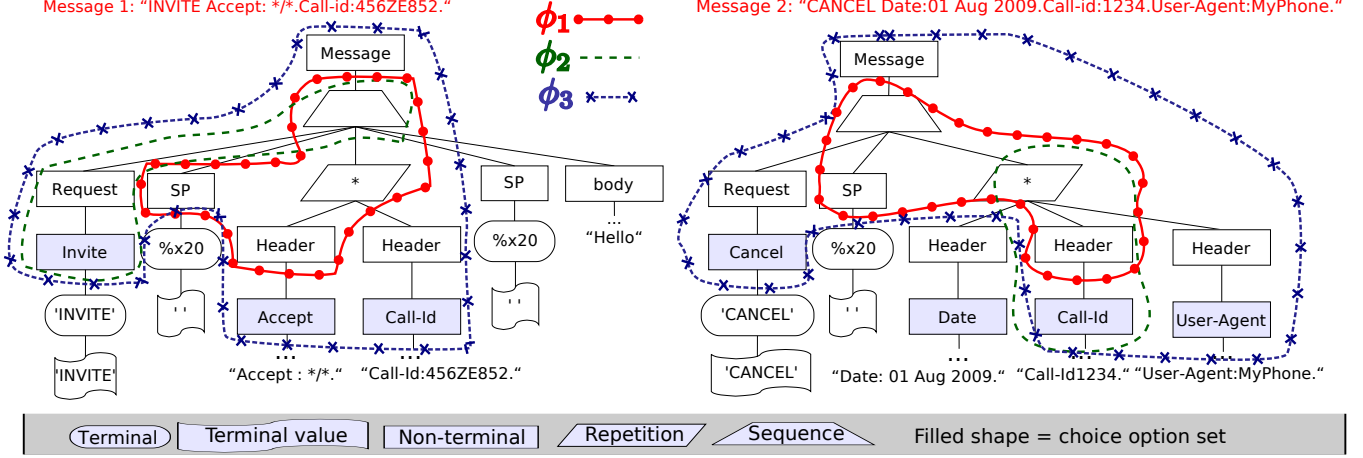 Message 1: “INVITE Accept: */*.Call-id:456ZE852.“
Message 2: “CANCEL Date:01 Aug 2009.Call-id:1234.User-Agent:MyPhone.“
ϕ1
ϕ2
ϕ3
Message
Request
SP
*
SP
body
Invite
%x20
Header
Header
%x20
...
“Hello“
'INVITE'
' '
Accept
Call-Id
' '
'INVITE'
...
...
“Accept : */*.“
“Call-Id:456ZE852.“
Message
Request
SP
*
Cancel
%x20
Header
Header
Header
'CANCEL'
' '
Date
Call-Id
User-Agent
'CANCEL'
...
...
...
“Date: 01 Aug 2009.“
“Call-Id1234.“
“User-Agent:MyPhone.“
Terminal
Terminal value
Non-terminal
Repetition
Sequence
Filled shape = choice option set